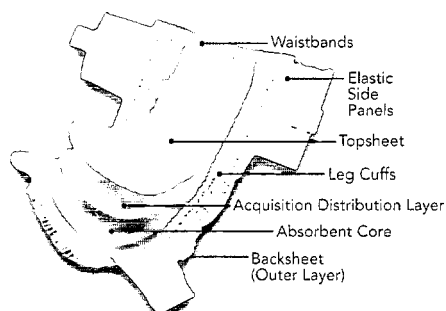 Waistbands
Elastic
Side
Panels
Topsheet
Leg Cuffs
Acquisition Distribution Layer
Absorbent Core
Backsheet
(Outer Layer)